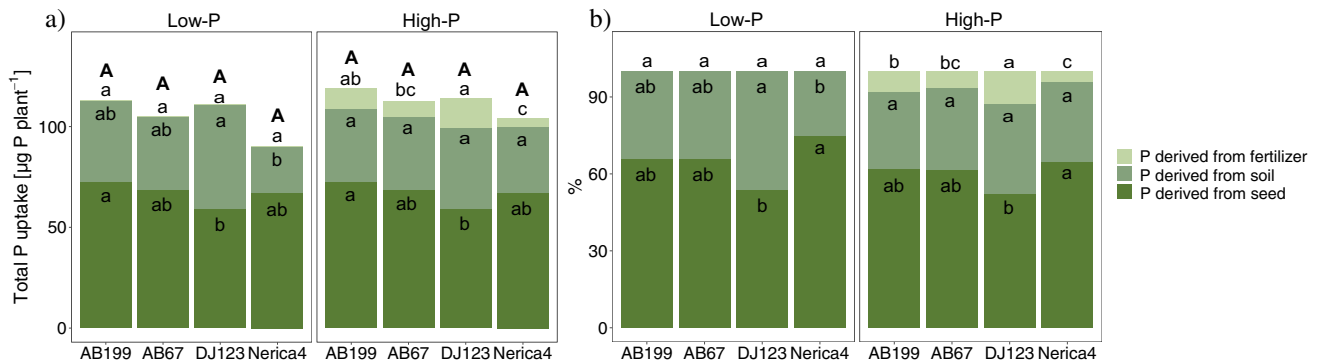 a)
Low-P
High-P
Total P uptake [µg P plant⁻¹]
100
50
0
A
A
A
A
a
a
a
a
ab
ab
a
b
a
ab
b
ab
AB199 AB67 DJ123 Nerica4
A
A
A
A
ab
bc
a
c
a
a
a
a
a
ab
b
ab
AB199 AB67 DJ123 Nerica4
b)
Low-P
High-P
%
90
60
30
0
a a a a
ab ab a b
ab ab b a
AB199 AB67 DJ123 Nerica4
b bc a c
a a a a
ab ab b a
AB199 AB67 DJ123 Nerica4
P derived from fertilizer
P derived from soil
P derived from seed